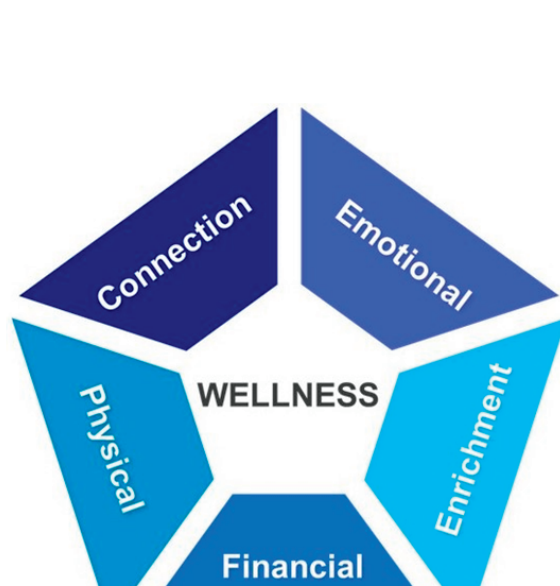 Connection
Emotional
WELLNESS
Physical
Enrichment
Financial